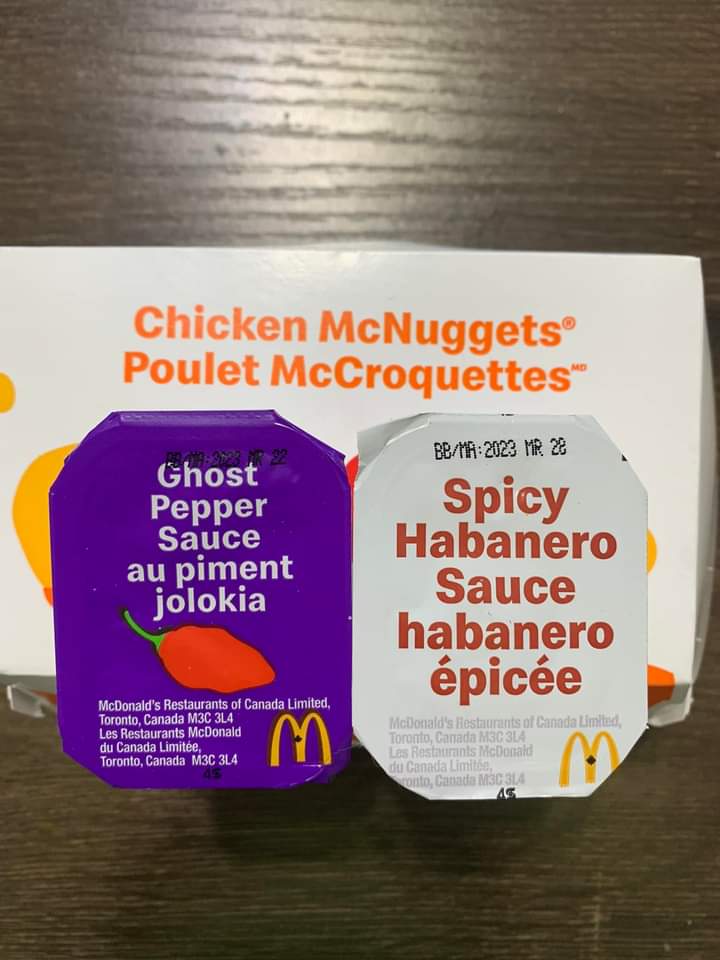 Chicken McNuggets®
Poulet McCroquettes MD
BB/MA:2023 MR 22
Ghost
Pepper
Sauce
au piment
jolokia
McDonald's Restaurants of Canada Limited,
Toronto, Canada M3C 3L4
Les Restaurants McDonald
du Canada Limitée,
Toronto, Canada M3C 3L4
4$
BB/MA:2023 MR 28
Spicy
Habanero
Sauce
habanero
épicée
McDonald's Restaurants of Canada Limited,
Toronto, Canada M3C 3L4
Les Restaurants McDonald
du Canada Limitée,
Toronto, Canada M3C 3L4